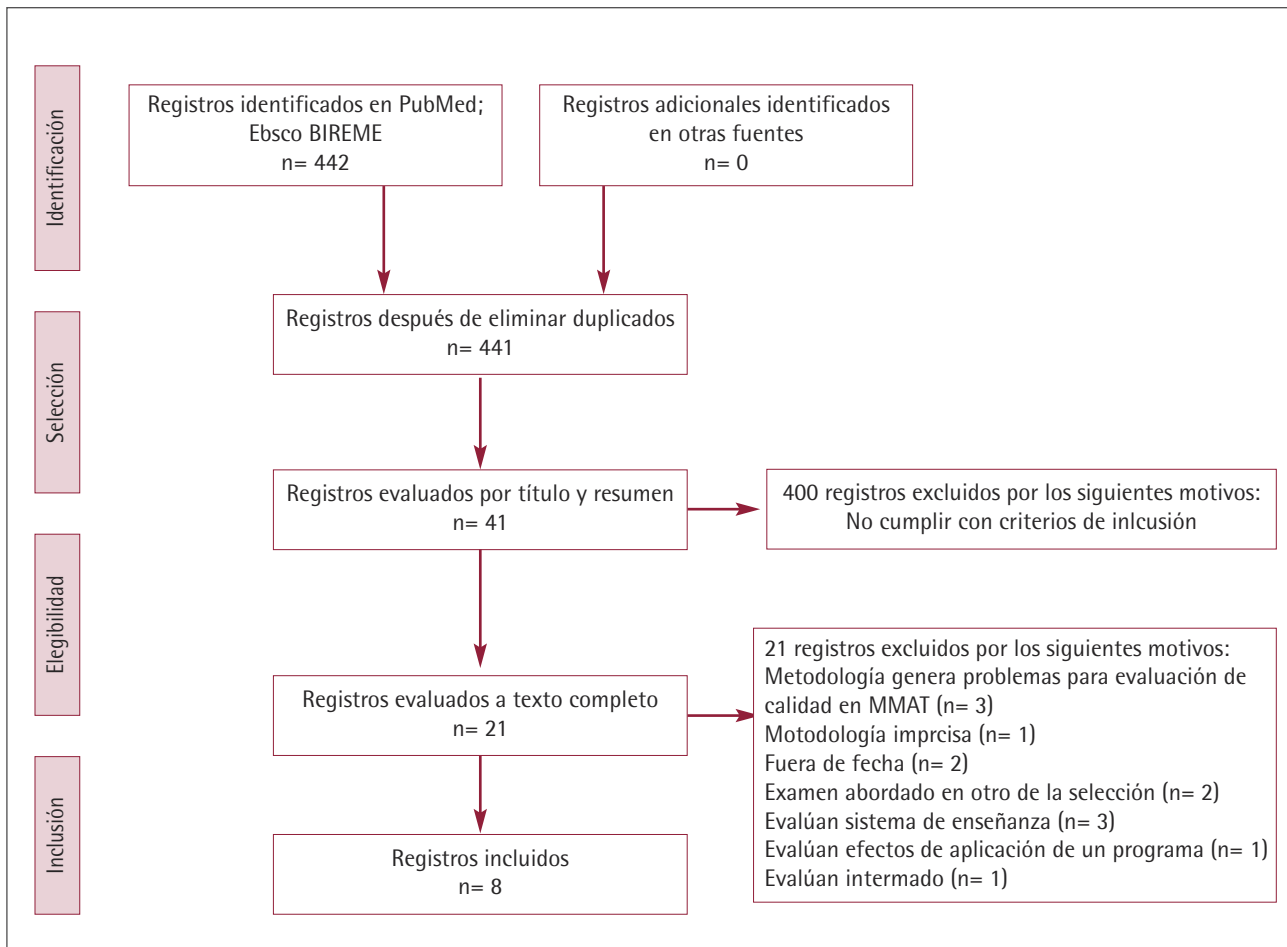 Identificación
Registros identificados en PubMed;
Ebsco BIREME
n= 442
Registros adicionales identificados
en otras fuentes
n= 0
Selección
Registros después de eliminar duplicados
n= 441
Registros evaluados por título y resumen
n= 41
400 registros excluidos por los siguientes motivos:
No cumplir con criterios de inlcusión
Elegibilidad
Registros evaluados a texto completo
n= 21
21 registros excluidos por los siguientes motivos:
Metodología genera problemas para evaluación de
calidad en MMAT (n= 3)
Motodología imprcisa (n= 1)
Fuera de fecha (n= 2)
Examen abordado en otro de la selección (n= 2)
Evalúan sistema de enseñanza (n= 3)
Evalúan efectos de aplicación de un programa (n= 1)
Evalúan intermado (n= 1)
Inclusión
Registros incluidos
n= 8